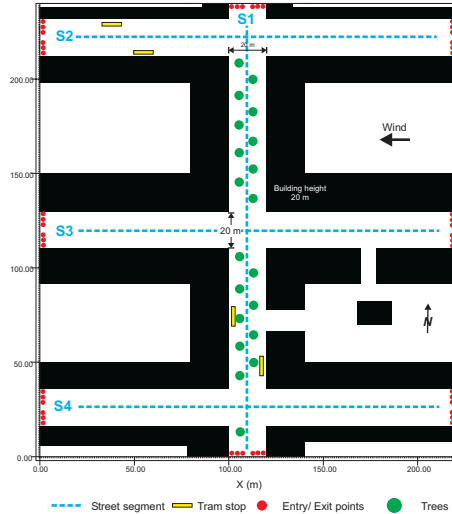 S1
S2
20 m
200.00
Wind
150.00
Building height
20 m
S3
20 m
100.00
N
50.00
S4
0.00
0.00
50.00
100.00
150.00
200.00
X (m)
Street segment
Tram stop
Entry/ Exit points
Trees